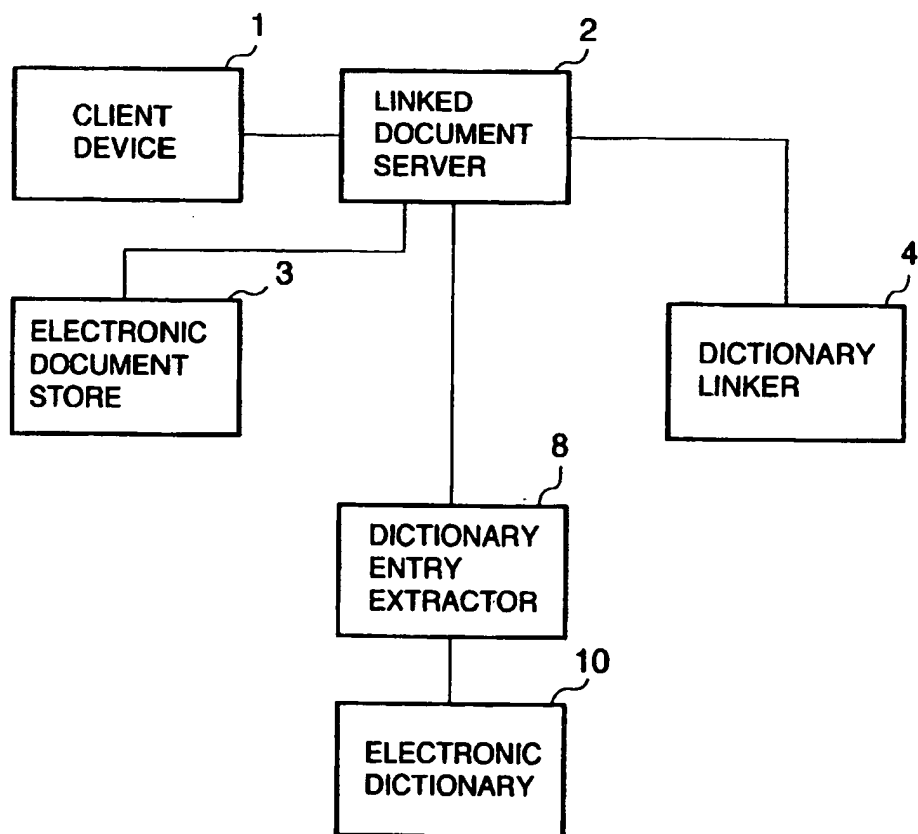 1
CLIENT
DEVICE
2
LINKED
DOCUMENT
SERVER
3
ELECTRONIC
DOCUMENT
STORE
4
DICTIONARY
LINKER
8
DICTIONARY
ENTRY
EXTRACTOR
10
ELECTRONIC
DICTIONARY